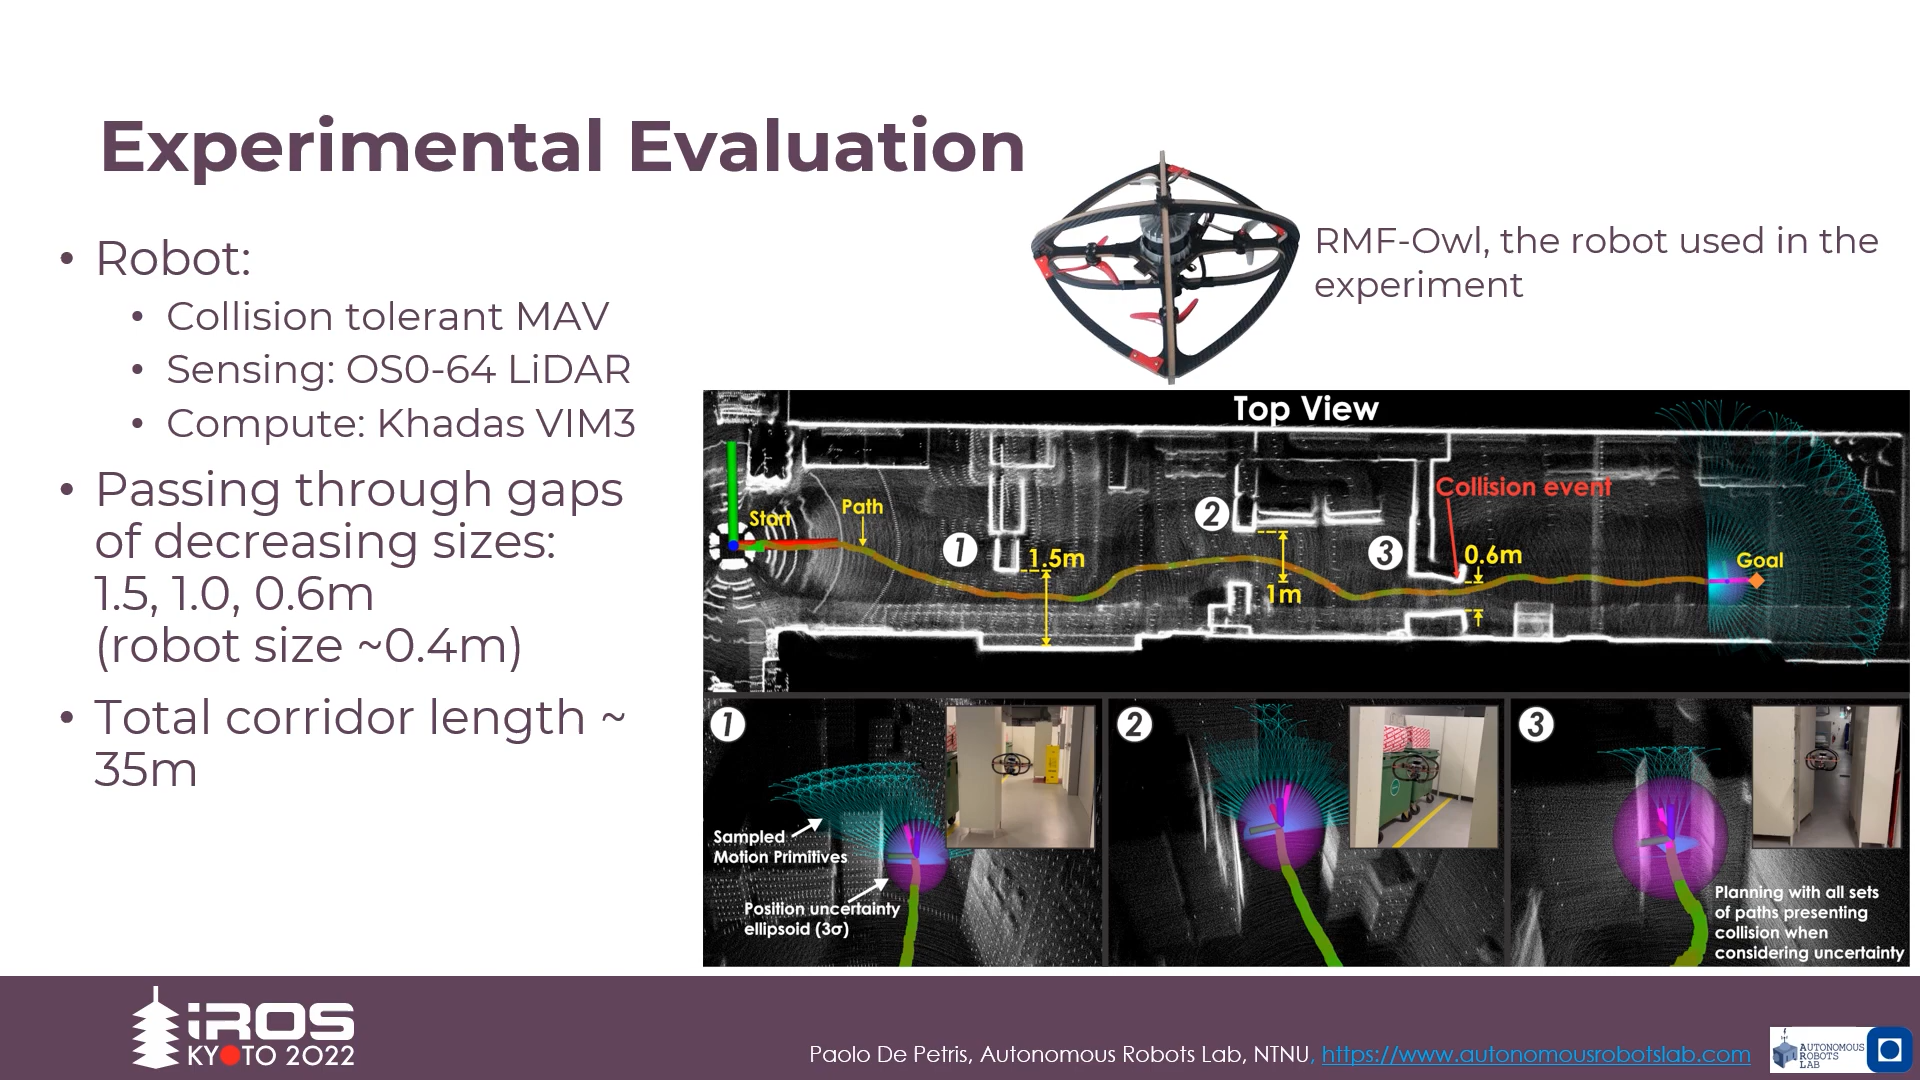 Experimental Evaluation
• Robot:
• Collision tolerant MAV
• Sensing: OS0-64 LiDAR
• Compute: Khadas VIM3
• Passing through gaps
of decreasing sizes:
1.5, 1.0, 0.6m
(robot size ~0.4m)
• Total corridor length ~
35m
RMF-Owl, the robot used in the
experiment
Top View
Start
Path
1
1.5m
2
1m
3
Collision event
0.6m
Goal
1
Sampled
Motion Primitives
Position uncertainty
ellipsoid (3σ)
2
3
Planning with all sets
of paths presenting
collision when
considering uncertainty
iROS
KYOTO 2022
Paolo De Petris, Autonomous Robots Lab, NTNU, https://www.autonomousrobotslab.com
AUTONOMOUS
ROBOTS
LAB